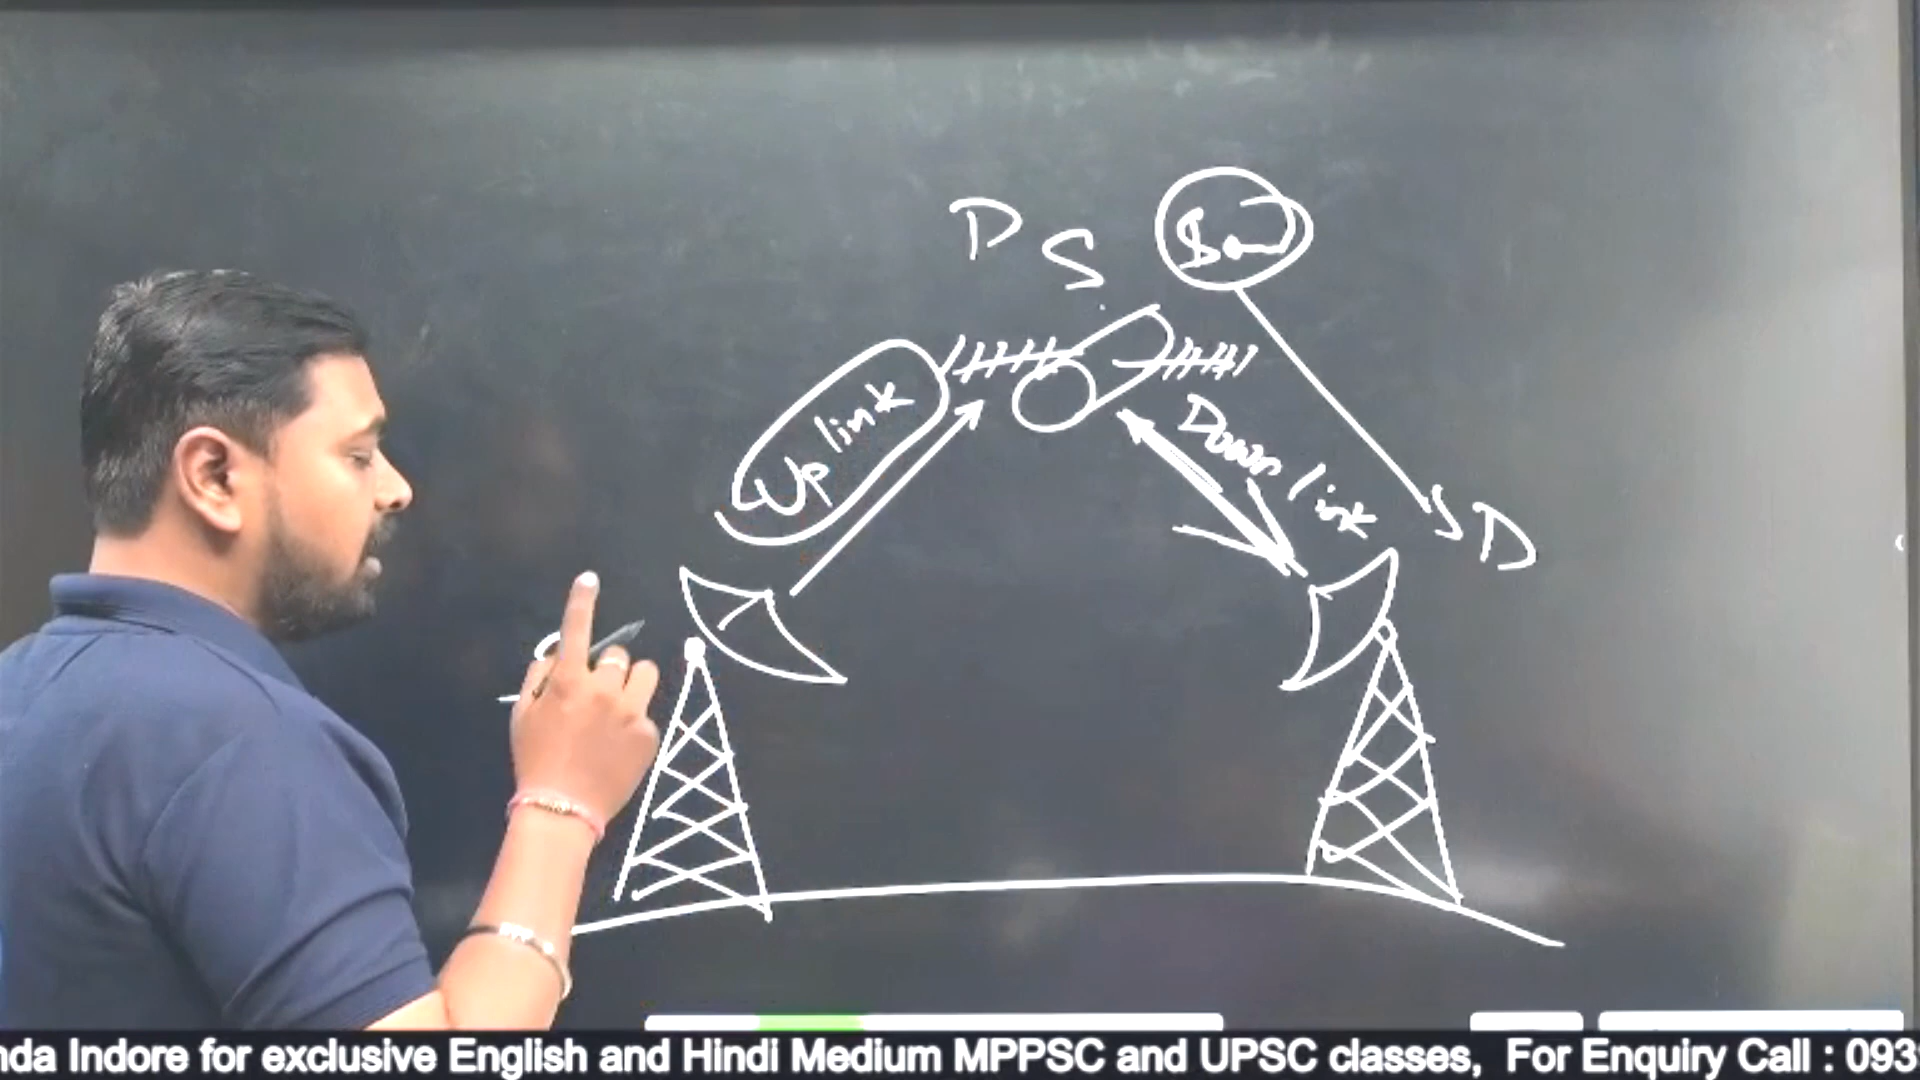 D
S
Uplink
Down link
D
nda Indore for exclusive English and Hindi Medium MPPSC and UPSC classes, For Enquiry Call : 093